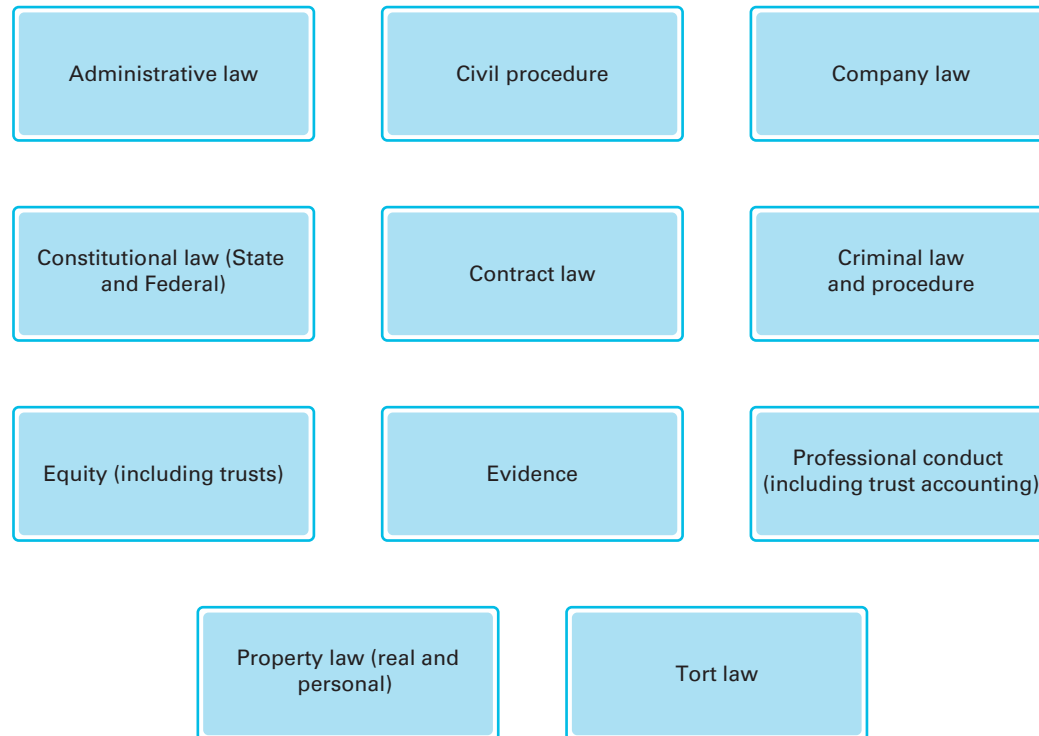 Administrative law
Civil procedure
Company law
Constitutional law (State
and Federal)
Contract law
Criminal law
and procedure
Equity (including trusts)
Evidence
Professional conduct
(including trust accounting)
Property law (real and
personal)
Tort law